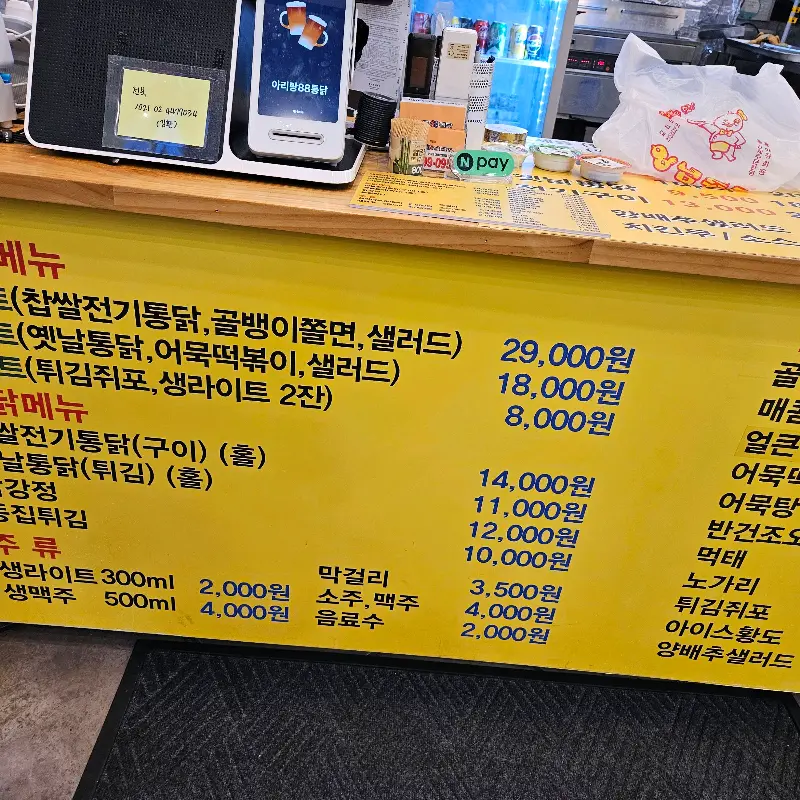 아리랑88통닭
N pay
메뉴
트(찹쌀전기통닭,골뱅이쫄면,샐러드) 29,000원
트(옛날통닭,어묵떡볶이,샐러드) 18,000원
트(튀김쥐포,생라이트 2잔) 8,000원
닭메뉴
쌀전기통닭(구이) (홀) 14,000원
날통닭(튀김) (홀) 11,000원
강정 12,000원
똥집튀김 10,000원
주 류
생라이트 300ml 2,000원
생맥주 500ml 4,000원
막걸리 3,500원
소주,맥주 4,000원
음료수 2,000원
골
매콤
얼큰
어묵떡
어묵탕
반건조오
먹태
노가리
튀김쥐포
아이스황도
양배추샐러드